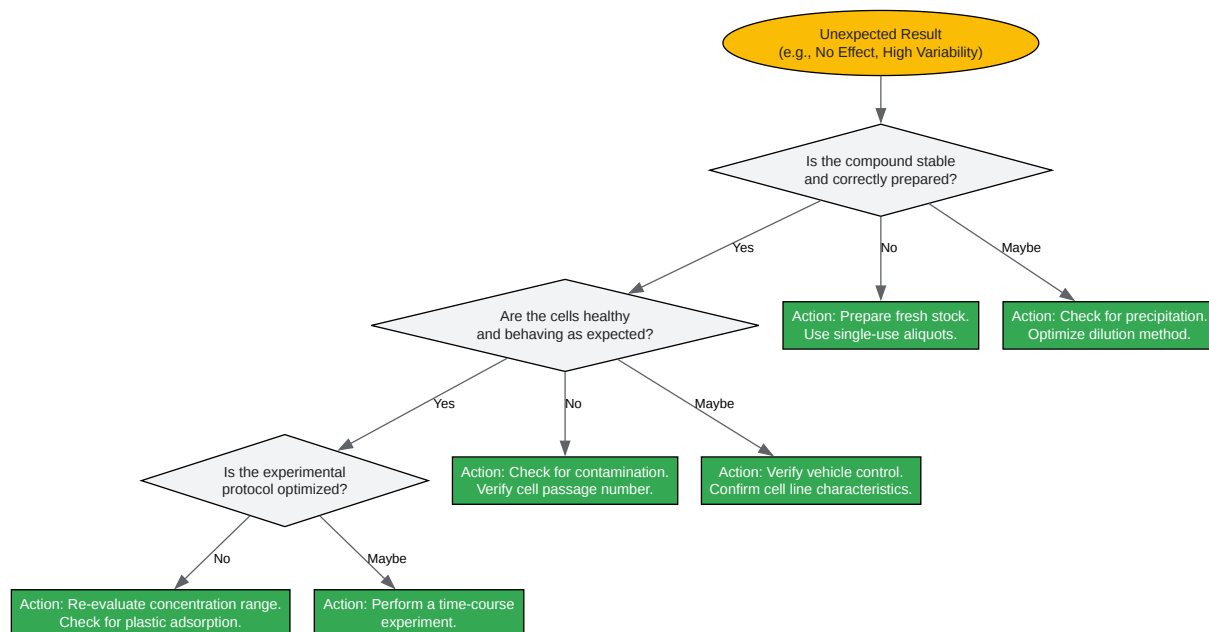 Unexpected Result
(e.g., No Effect, High Variability)
Is the compound stable
and correctly prepared?
Yes
No
Maybe
Are the cells healthy
and behaving as expected?
Action: Prepare fresh stock.
Use single-use aliquots.
Action: Check for precipitation.
Optimize dilution method.
Yes
No
Maybe
Is the experimental
protocol optimized?
Action: Check for contamination.
Verify cell passage number.
Action: Verify vehicle control.
Confirm cell line characteristics.
No
Maybe
Action: Re-evaluate concentration range.
Check for plastic adsorption.
Action: Perform a time-course
experiment.